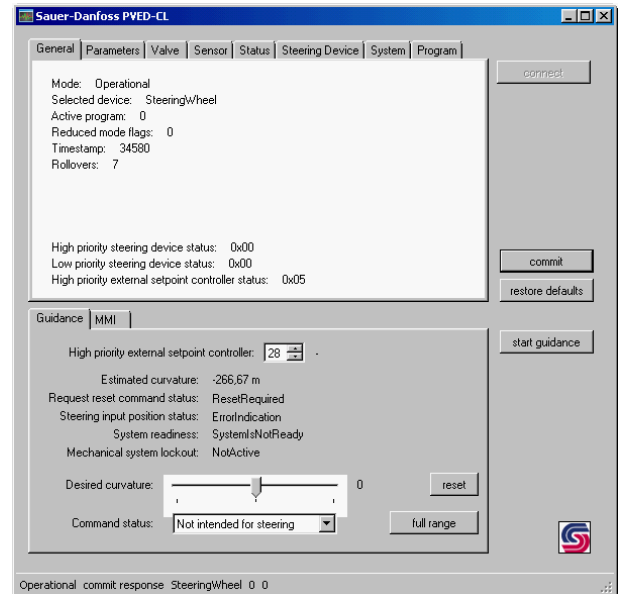 Sauer-Danfoss PVED-CL
General Parameters Valve Sensor Status Steering Device System Program
connect
Mode: Operational
Selected device: SteeringWheel
Active program: 0
Reduced mode flags: 0
Timestamp: 34580
Rollovers: 7
High priority steering device status: 0x00
Low priority steering device status: 0x00
High priority external setpoint controller status: 0x05
commit
restore defaults
Guidance MMI
start guidance
High priority external setpoint controller: 28 .
Estimated curvature: -266,67 m
Request reset command status: ResetRequired
Steering input position status: ErrorIndication
System readiness: SystemIsNotReady
Mechanical system lockout: NotActive
Desired curvature: 0 reset
Command status: Not intended for steering full range
Operational commit response SteeringWheel 0 0